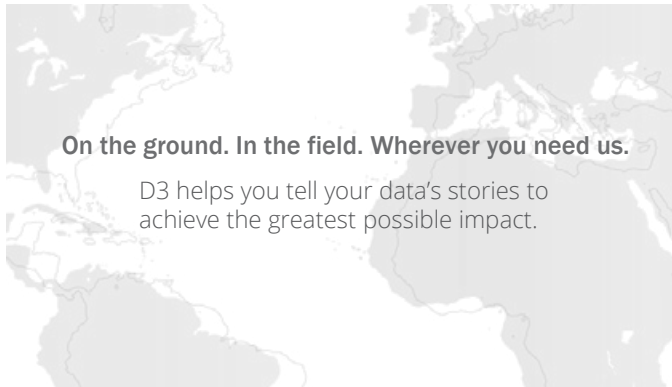 On the ground. In the field. Wherever you need us.
D3 helps you tell your data’s stories to
achieve the greatest possible impact.